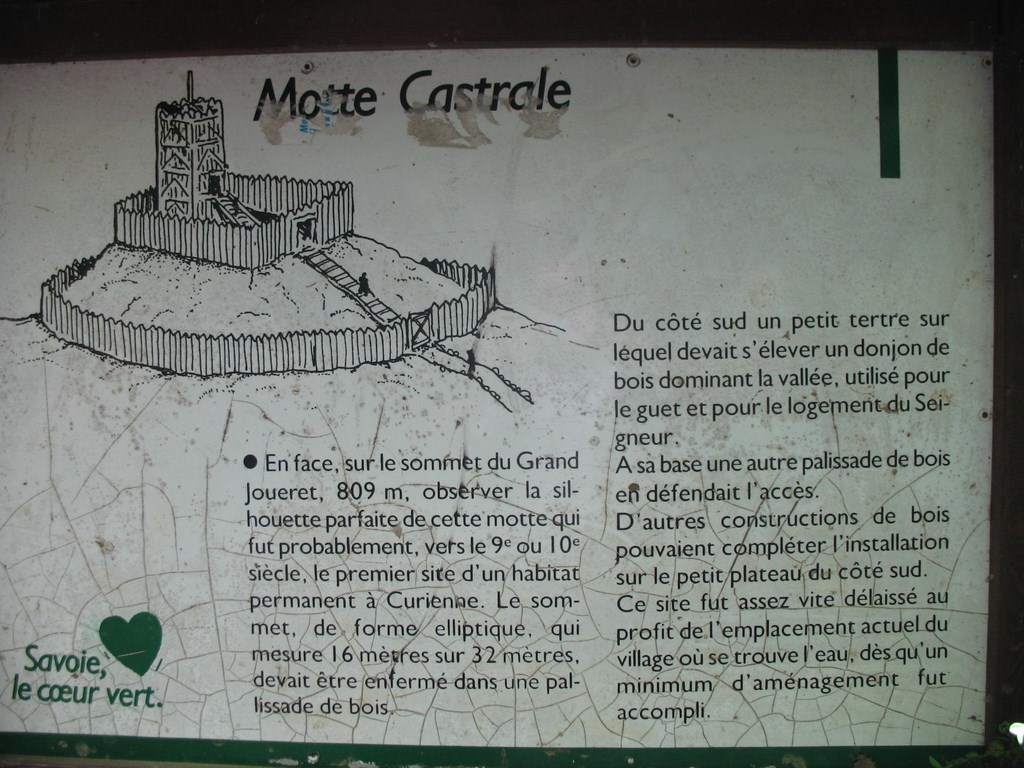 Motte Castrale
● En face, sur le sommet du Grand
Joueret, 809 m, observer la sil-
houette parfaite de cette motte qui
fut probablement, vers le 9e ou 10e
siècle, le premier site d'un habitat
permanent à Curienne. Le som-
met, de forme elliptique, qui
mesure 16 mètres sur 32 mètres,
devait être enfermé dans une pal-
lissade de bois.
Du côté sud un petit tertre sur
lequel devait s'élever un donjon de
bois dominant la vallée, utilisé pour
le guet et pour le logement du Sei-
gneur.
A sa base une autre palissade de bois
en défendait l'accès.
D'autres constructions de bois
pouvaient compléter l'installation
sur le petit plateau du côté sud.
Ce site fut assez vite délaissé au
profit de l'emplacement actuel du
village où se trouve l'eau, dès qu'un
minimum d'aménagement fut
accompli.
Savoie,
le cœur vert.